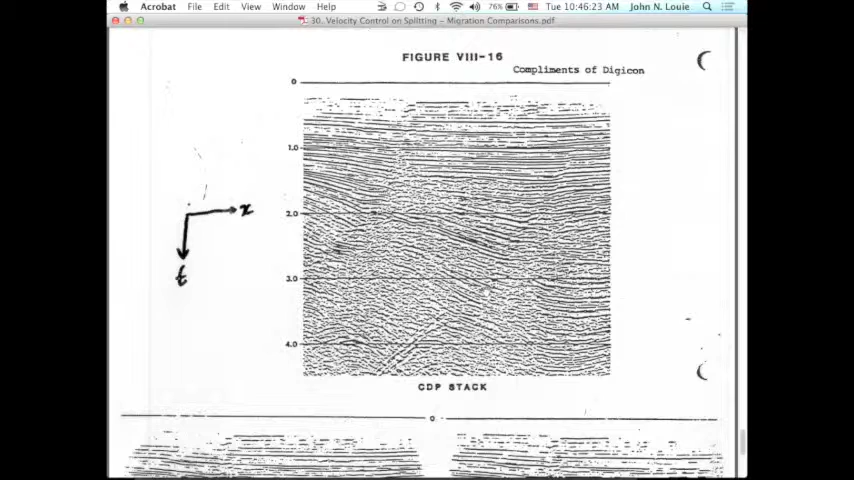 Acrobat File Edit View Window Help 76% Tue 10:46:23 AM John N. Louie
30. Velocity Control on Splitting – Migration Comparisons.pdf
FIGURE VIII-16
Compliments of Digicon
0
1.0
x
2.0
t
3.0
4.0
CDP STACK
0